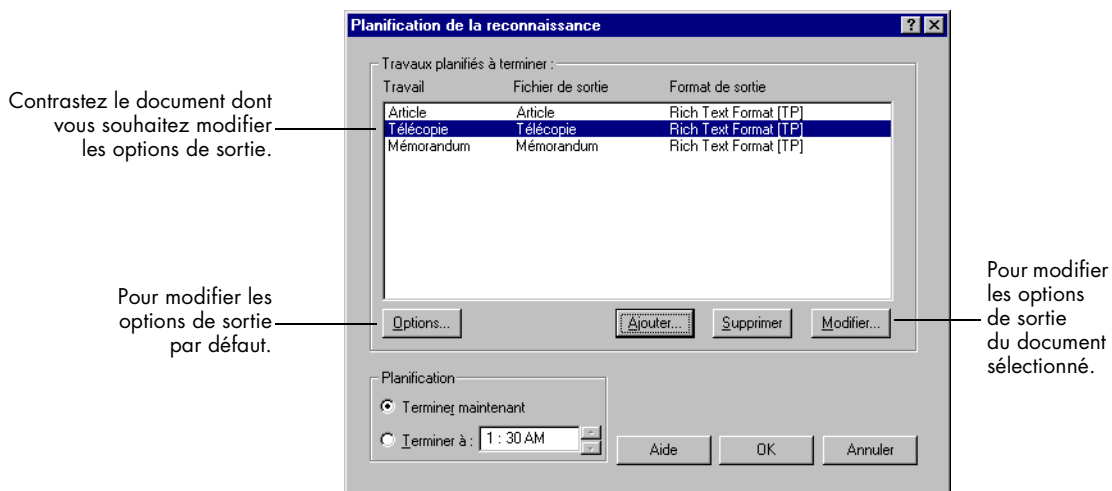 Planification de la reconnaissance
Travaux planifiés à terminer :
Travail Fichier de sortie Format de sortie
Article Article Rich Text Format [TP]
Télécopie Télécopie Rich Text Format [TP]
Mémorandum Mémorandum Rich Text Format [TP]
Contrastez le document dont
vous souhaitez modifier
les options de sortie.
Pour modifier les
options de sortie
par défaut.
Options... Ajouter... Supprimer Modifier...
Pour modifier
les options
de sortie
du document
sélectionné.
Planification
Terminer maintenant
Terminer à : 1 : 30 AM
Aide OK Annuler